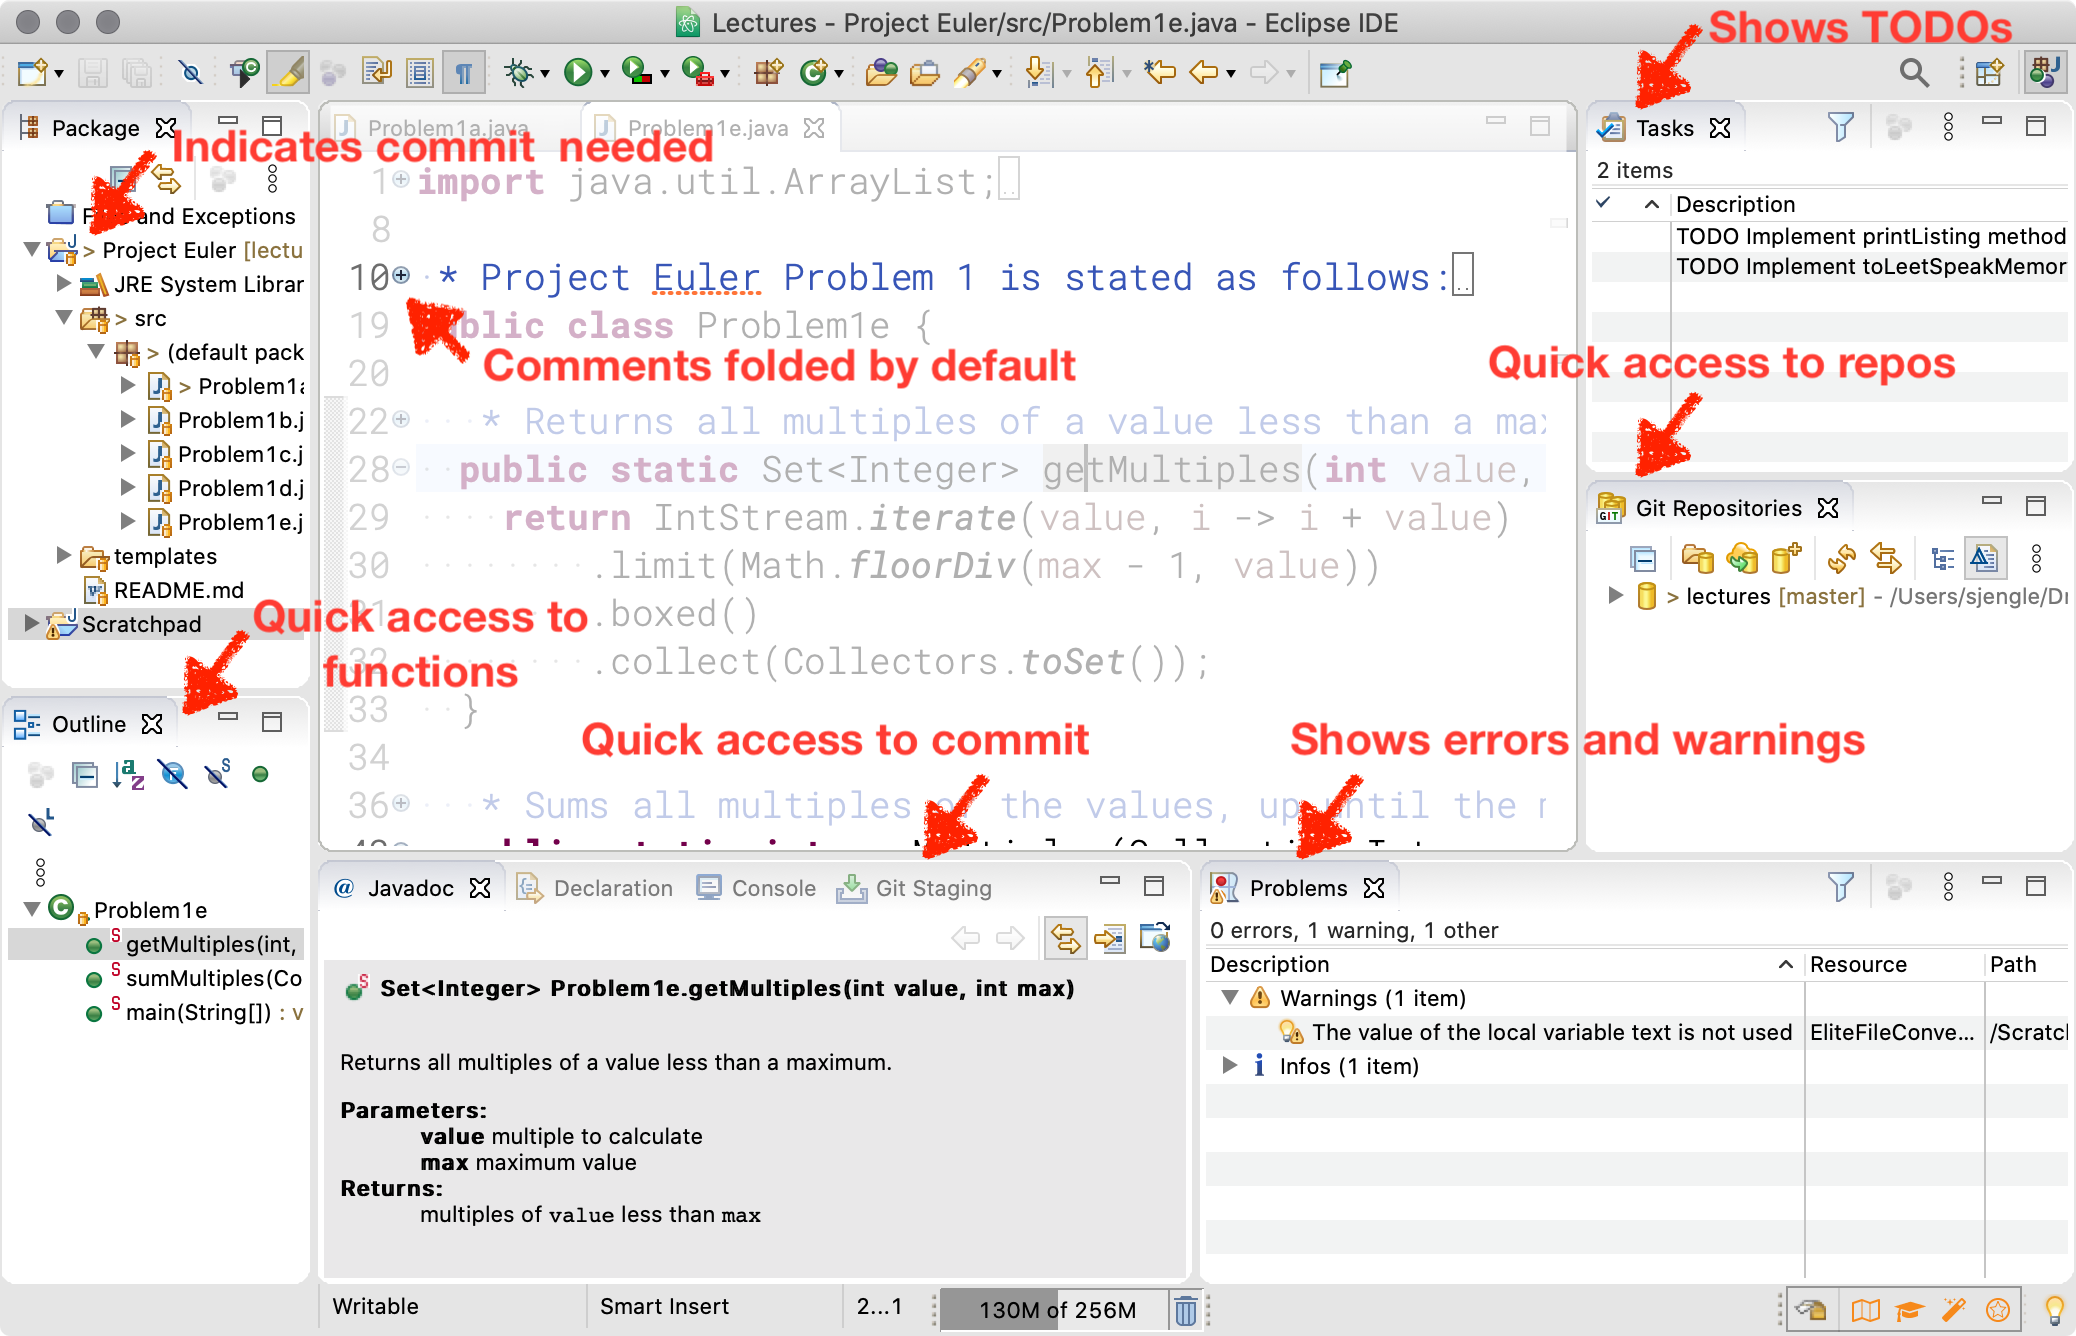 Lectures - Project Euler/src/Problem1e.java - Eclipse IDE
Shows TODOs
Package
Indicates commit needed
and Exceptions
> Project Euler [lectu
JRE System Librar
> src
> (default pack
> Problem1a
Problem1b.j
Problem1c.j
Problem1d.j
Problem1e.j
templates
README.md
Scratchpad
Quick access to
functions
Outline
Problem1e
getMultiples(int,
sumMultiples(Co
main(String[]) : v
Problem1a.java
Problem1e.java
1 import java.util.ArrayList;
8
10 * Project Euler Problem 1 is stated as follows:
19 public class Problem1e {
Comments folded by default
20
22 * Returns all multiples of a value less than a max
28 public static Set<Integer> getMultiples(int value,
29 return IntStream.iterate(value, i -> i + value)
30 .limit(Math.floorDiv(max - 1, value))
31 .boxed()
32 .collect(Collectors.toSet());
33 }
34
36 * Sums all multiples of the values, up until the m
Quick access to commit
Shows errors and warnings
Tasks
2 items
Description
TODO Implement printListing method
TODO Implement toLeetSpeakMemor
Quick access to repos
GIT Git Repositories
> lectures [master] - /Users/sjengle/Dr
@ Javadoc
Declaration
Console
Git Staging
Set<Integer> Problem1e.getMultiples(int value, int max)
Returns all multiples of a value less than a maximum.
Parameters:
value multiple to calculate
max maximum value
Returns:
multiples of value less than max
Problems
0 errors, 1 warning, 1 other
Description Resource Path
Warnings (1 item)
The value of the local variable text is not used EliteFileConve... /Scratcl
Infos (1 item)
Writable
Smart Insert
2...1
130M of 256M